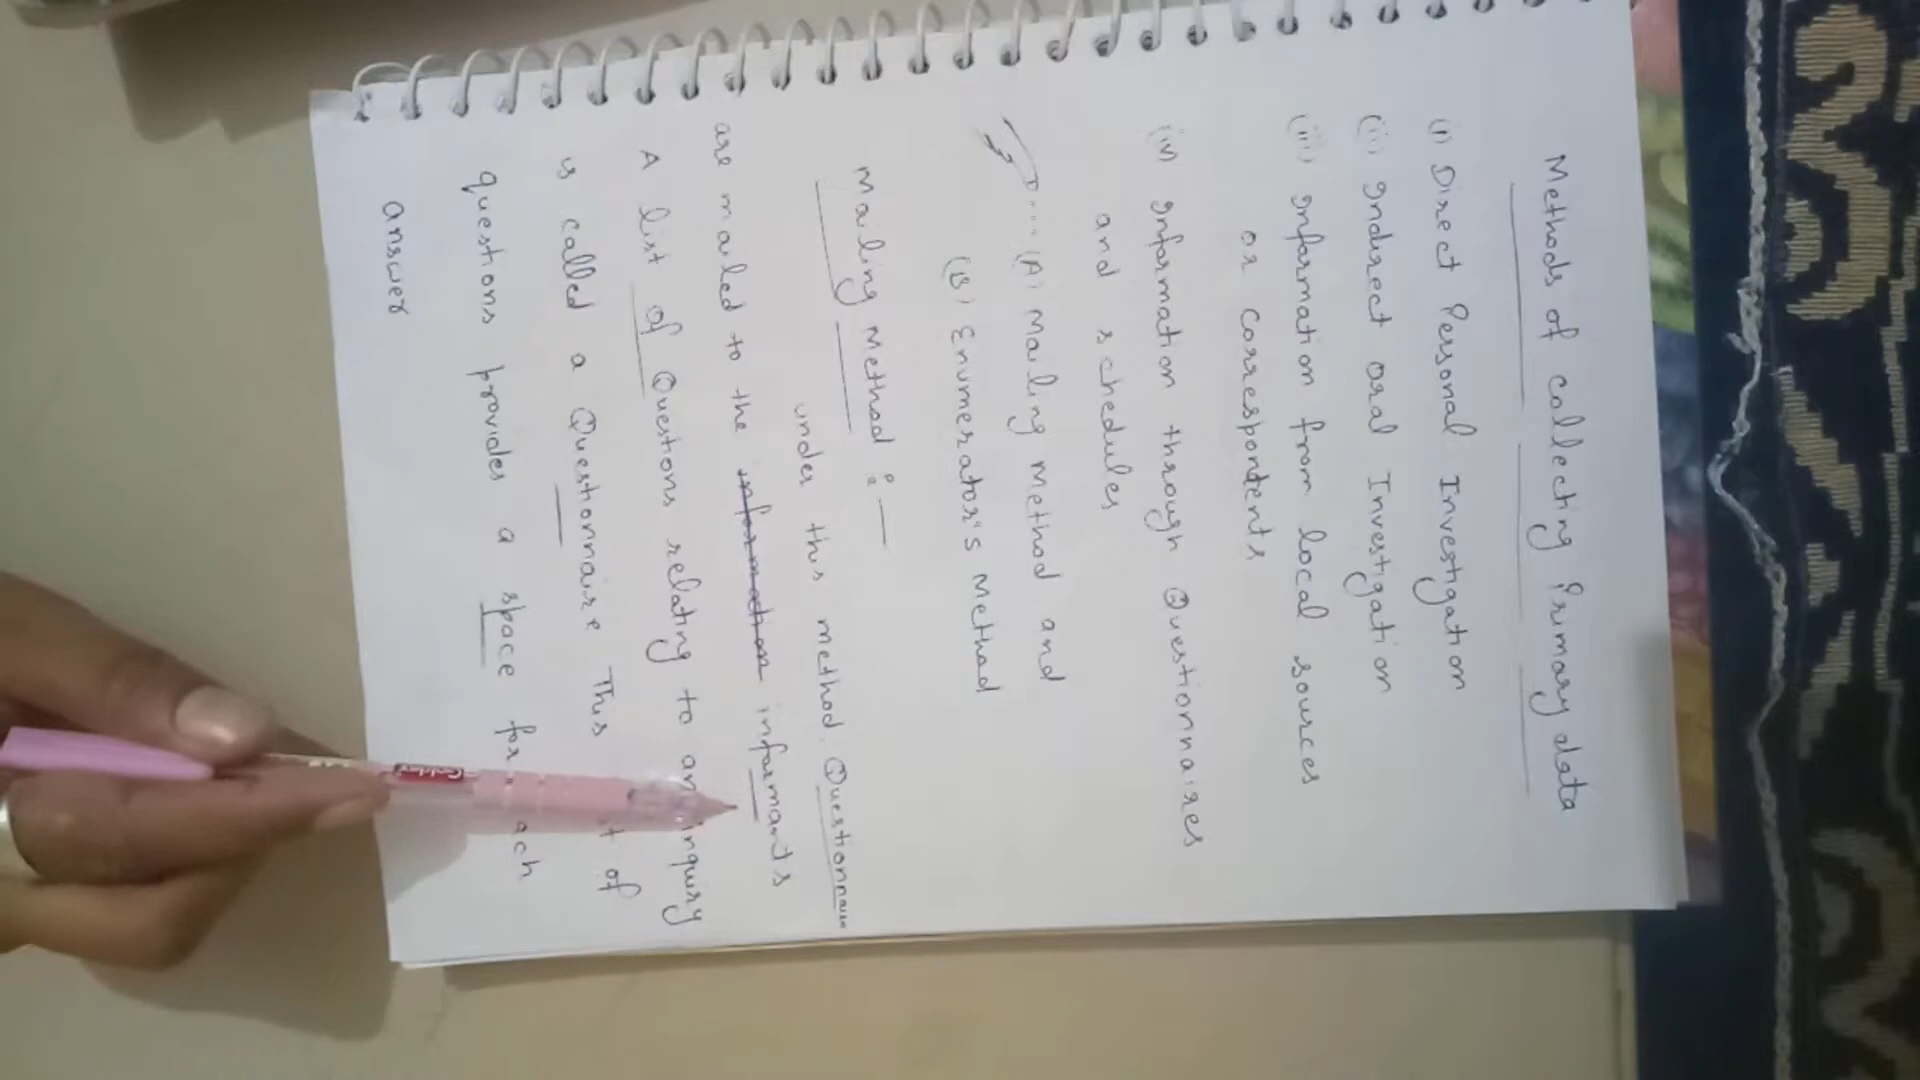 Methods of collecting Primary data
(i) Direct Personal Investigation
(ii) Indirect oral Investigation
(iii) Information from local sources
or correspondents
(iv) Information through Questionnaires
and schedules
(A) Mailing Method and
(B) Enumerator's Method
Mailing Method :-
under this method. Questionnaire
are mailed to the information informants
A list of Questions relating to an inquiry
is called a Questionnaire This of
questions provides a space for
answer